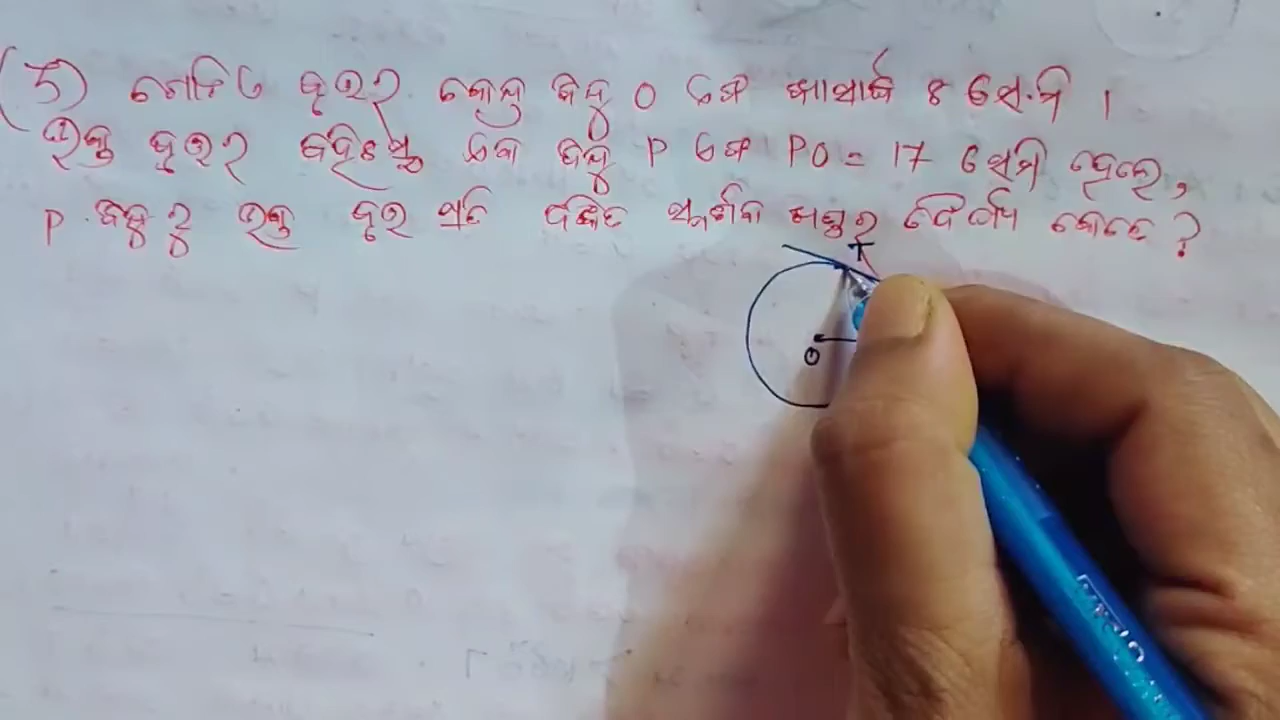 (5) ଗୋଟିଏ ବୃତ୍ତର କେନ୍ଦ୍ର ବିନ୍ଦୁ O ଏବଂ ବ୍ୟାସାର୍ଦ୍ଧ 8 ସେ.ମି ।
ଉକ୍ତ ବୃତ୍ତର ବହିଃସ୍ଥ ଏକ ବିନ୍ଦୁ P ଏବଂ PO = 17 ସେମି ହେଲେ,
P ବିନ୍ଦୁରୁ ଉକ୍ତ ବୃତ୍ତ ପ୍ରତି ଅଙ୍କିତ ସ୍ପର୍ଶକ ଖଣ୍ଡର ଦୈର୍ଘ୍ୟ କେତେ ?
T
O